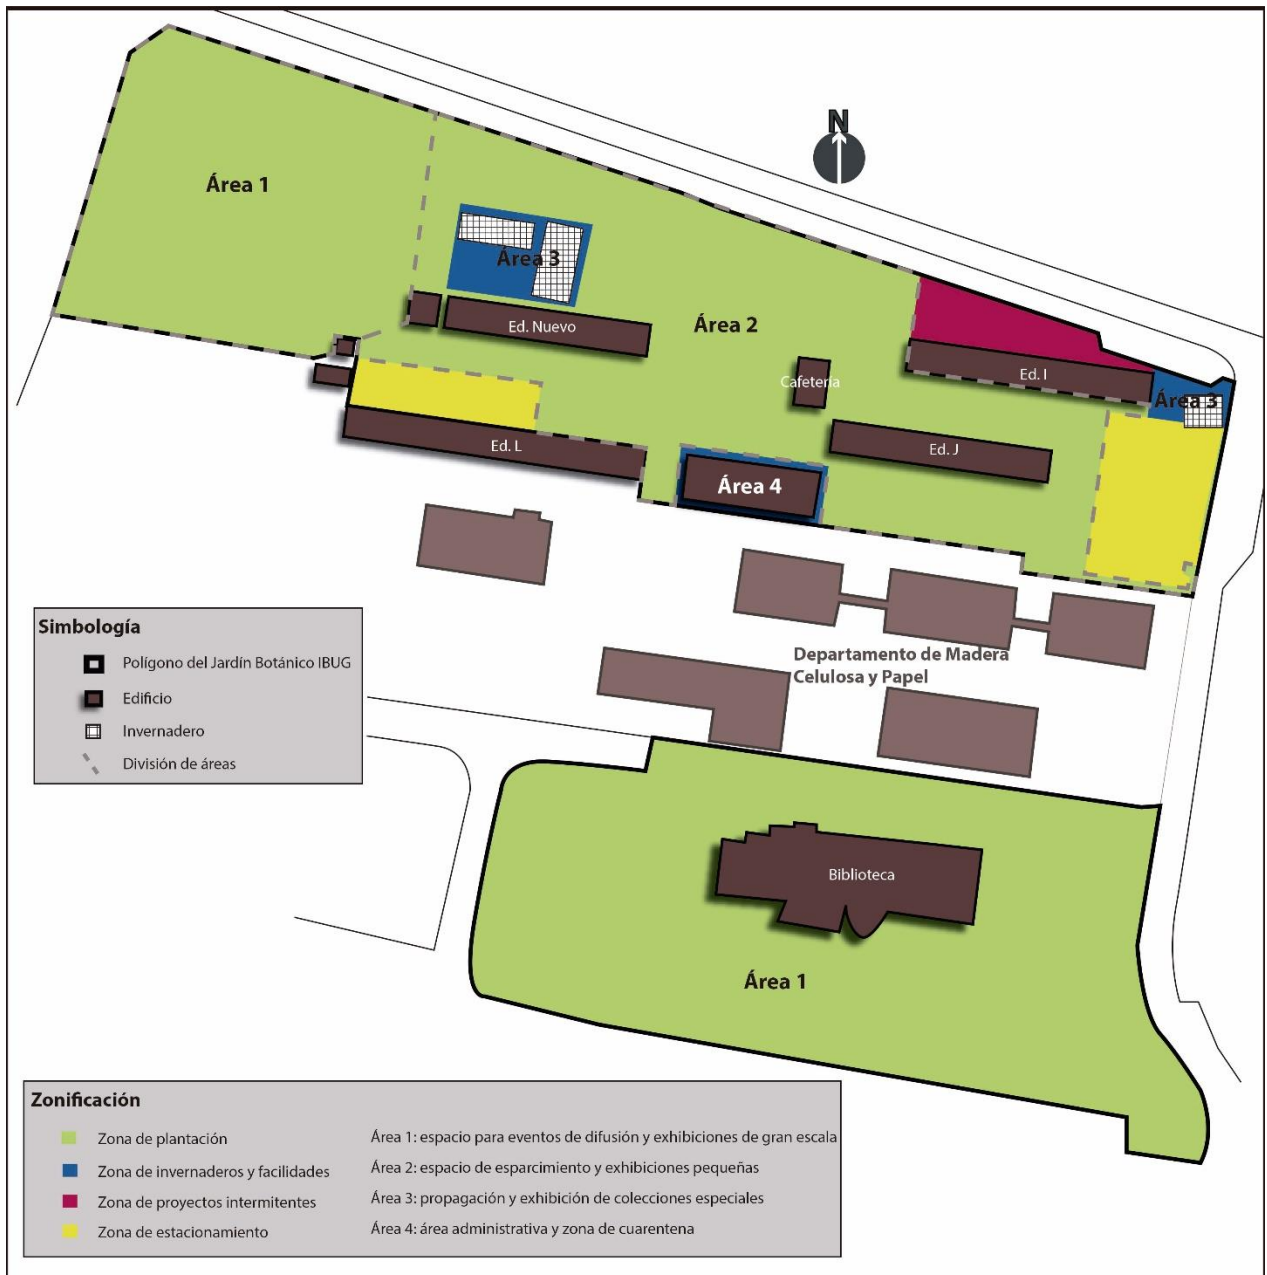 N
Área 1
Área 3
Ed. Nuevo
Área 2
Cafetería
Ed. I
Área 3
Ed. L
Ed. J
Área 4
Departamento de Madera
Celulosa y Papel
Simbología
Polígono del Jardín Botánico IBUG
Edificio
Invernadero
División de áreas
Biblioteca
Área 1
Zonificación
Zona de plantación
Zona de invernaderos y facilidades
Zona de proyectos intermitentes
Zona de estacionamiento
Área 1: espacio para eventos de difusión y exhibiciones de gran escala
Área 2: espacio de esparcimiento y exhibiciones pequeñas
Área 3: propagación y exhibición de colecciones especiales
Área 4: área administrativa y zona de cuarentena